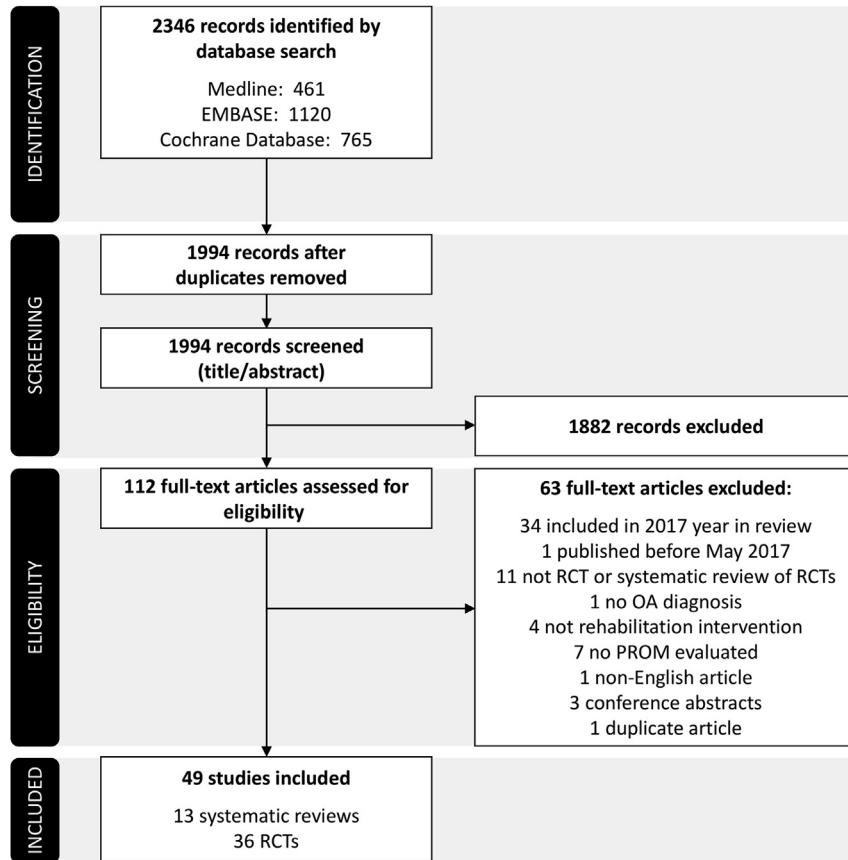 IDENTIFICATION
2346 records identified by
database search
Medline: 461
EMBASE: 1120
Cochrane Database: 765
SCREENING
1994 records after
duplicates removed
1994 records screened
(title/abstract)
1882 records excluded
ELIGIBILITY
112 full-text articles assessed for
eligibility
63 full-text articles excluded:
34 included in 2017 year in review
1 published before May 2017
11 not RCT or systematic review of RCTs
1 no OA diagnosis
4 not rehabilitation intervention
7 no PROM evaluated
1 non-English article
3 conference abstracts
1 duplicate article
INCLUDED
49 studies included
13 systematic reviews
36 RCTs